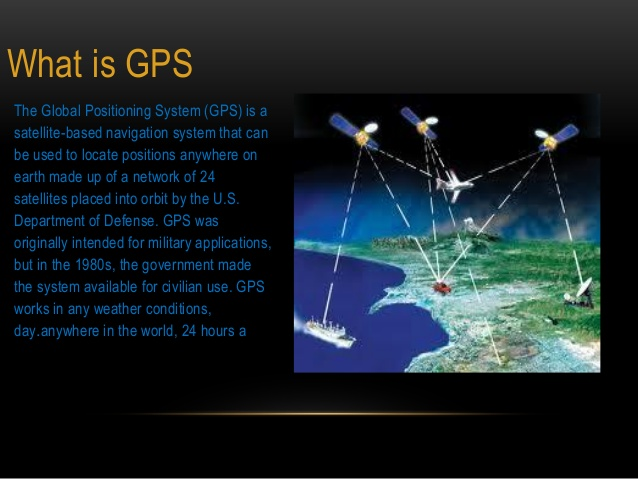 What is GPS
The Global Positioning System (GPS) is a
satellite-based navigation system that can
be used to locate positions anywhere on
earth made up of a network of 24
satellites placed into orbit by the U.S.
Department of Defense. GPS was
originally intended for military applications,
but in the 1980s, the government made
the system available for civilian use. GPS
works in any weather conditions,
day.anywhere in the world, 24 hours a